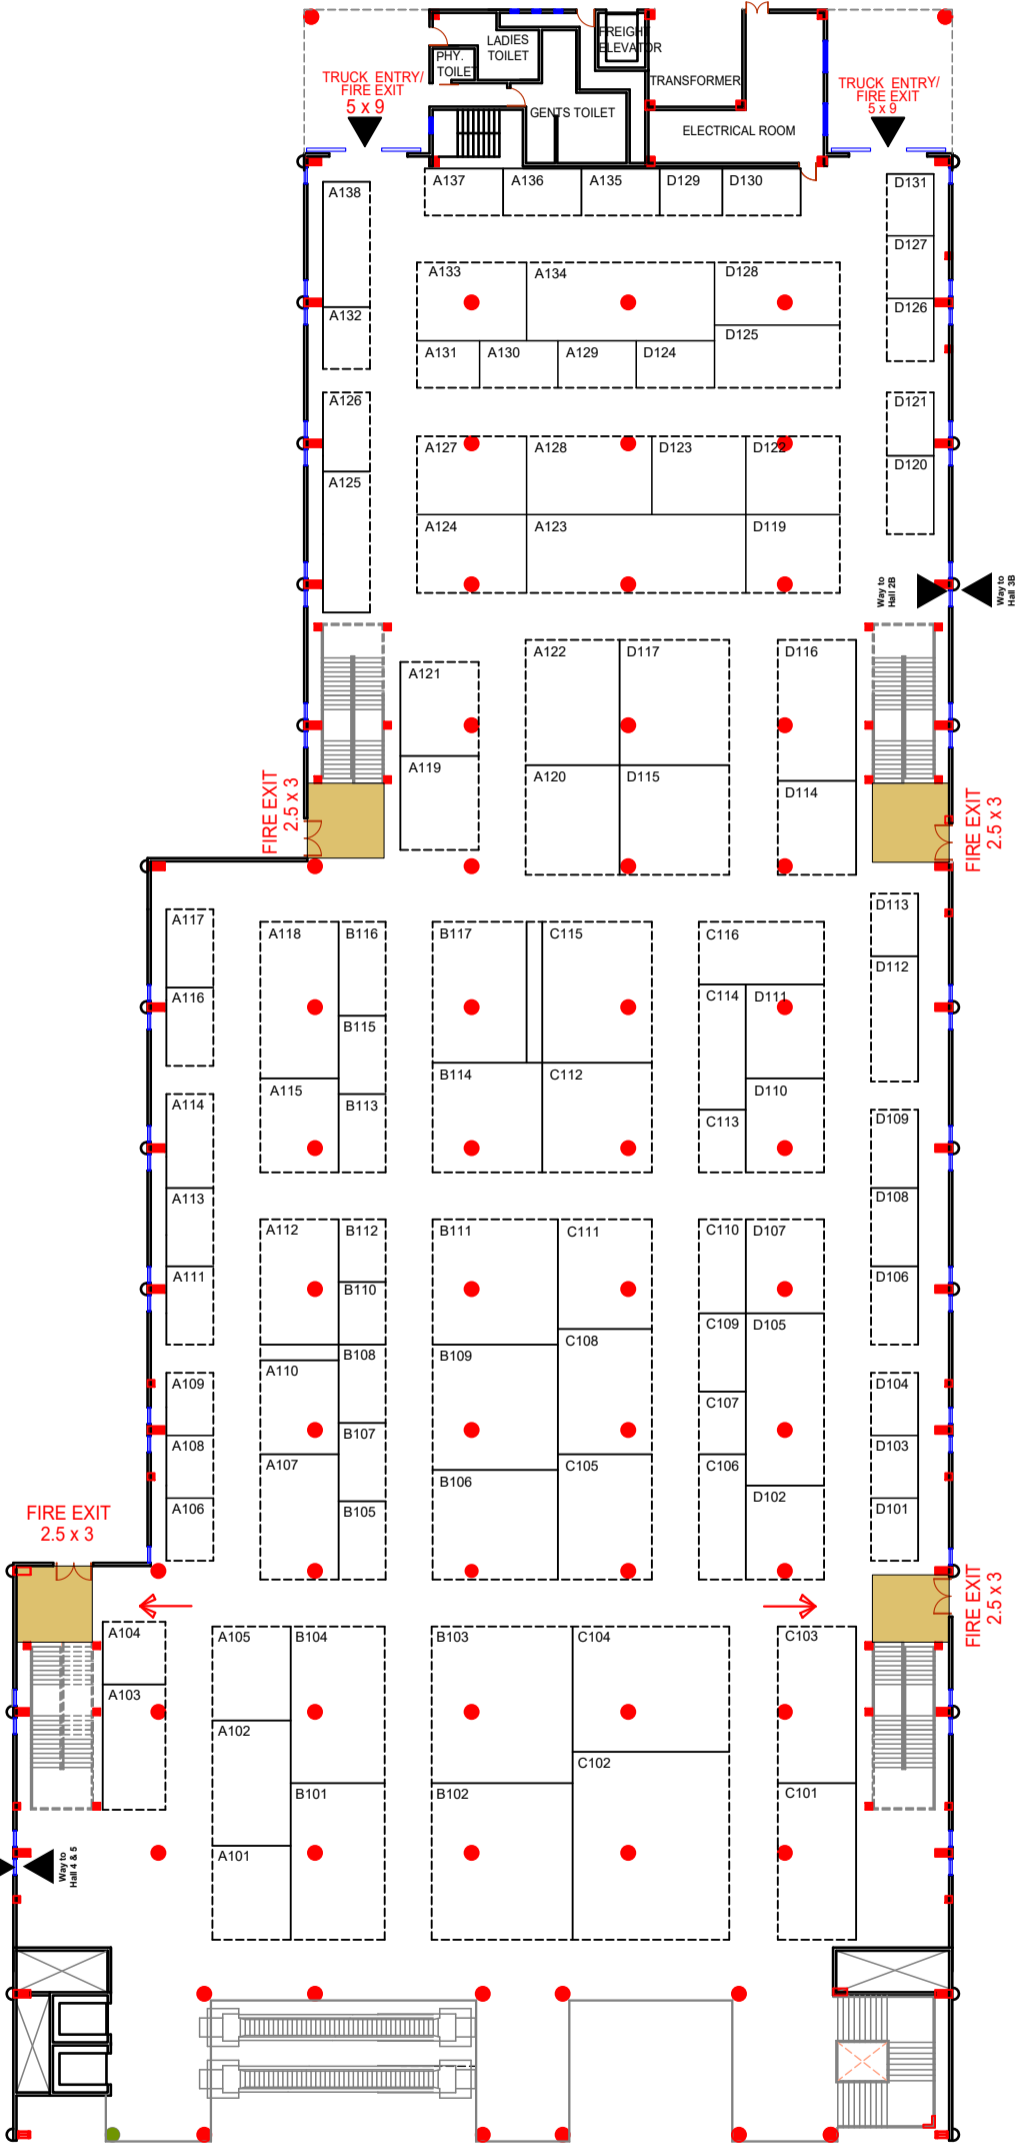 LADIES
TOILET
FREIGHT
ELEVATOR
PHY.
TOILET
TRANSFORMER
GENTS TOILET
ELECTRICAL ROOM
TRUCK ENTRY/
FIRE EXIT
5 x 9
TRUCK ENTRY/
FIRE EXIT
5 x 9
A138
A137
A136
A135
D129
D130
D131
D127
A133
A134
D128
A132
D126
D125
A131
A130
A129
D124
A126
D121
A127
A128
D123
D122
A125
D120
A124
A123
D119
Way to
Hall 2B
Way to
Hall 3B
A122
D117
D116
A121
A119
A120
D115
D114
FIRE EXIT
2.5 x 3
FIRE EXIT
2.5 x 3
D113
A117
A118
B116
B117
C115
C116
D112
A116
C114
D111
B115
B114
C112
A115
D110
A114
B113
C113
D109
A113
D108
A112
B112
B111
C111
C110
D107
A111
D106
B110
C109
D105
C108
B108
B109
A110
A109
D104
C107
B107
A108
D103
A107
C105
C106
B106
D102
A106
B105
D101
FIRE EXIT
2.5 x 3
FIRE EXIT
2.5 x 3
A104
A105
B104
B103
C104
C103
A103
A102
C102
B101
B102
C101
A101
Way to
Hall 4 & 5